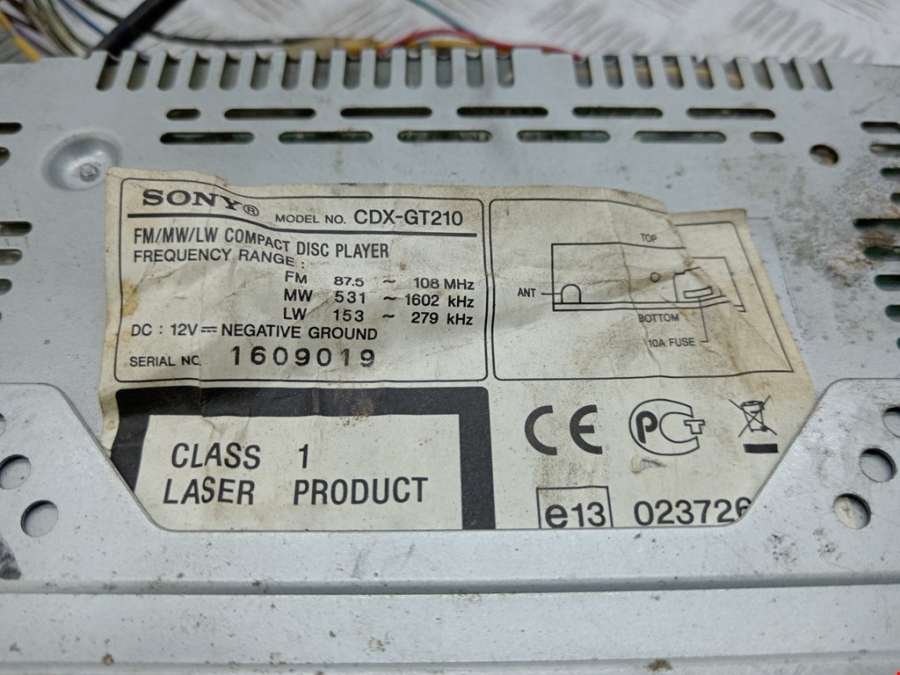 SONY®
MODEL NO. CDX-GT210
FM/MW/LW COMPACT DISC PLAYER
FREQUENCY RANGE :
FM 87.5 ~ 108 MHz
MW 531 ~ 1602 kHz
LW 153 ~ 279 kHz
DC : 12V⎓ NEGATIVE GROUND
SERIAL NO. 1609019
TOP
ANT
BOTTOM
10A FUSE
CLASS 1
LASER PRODUCT
CE
PC+
e13 023726